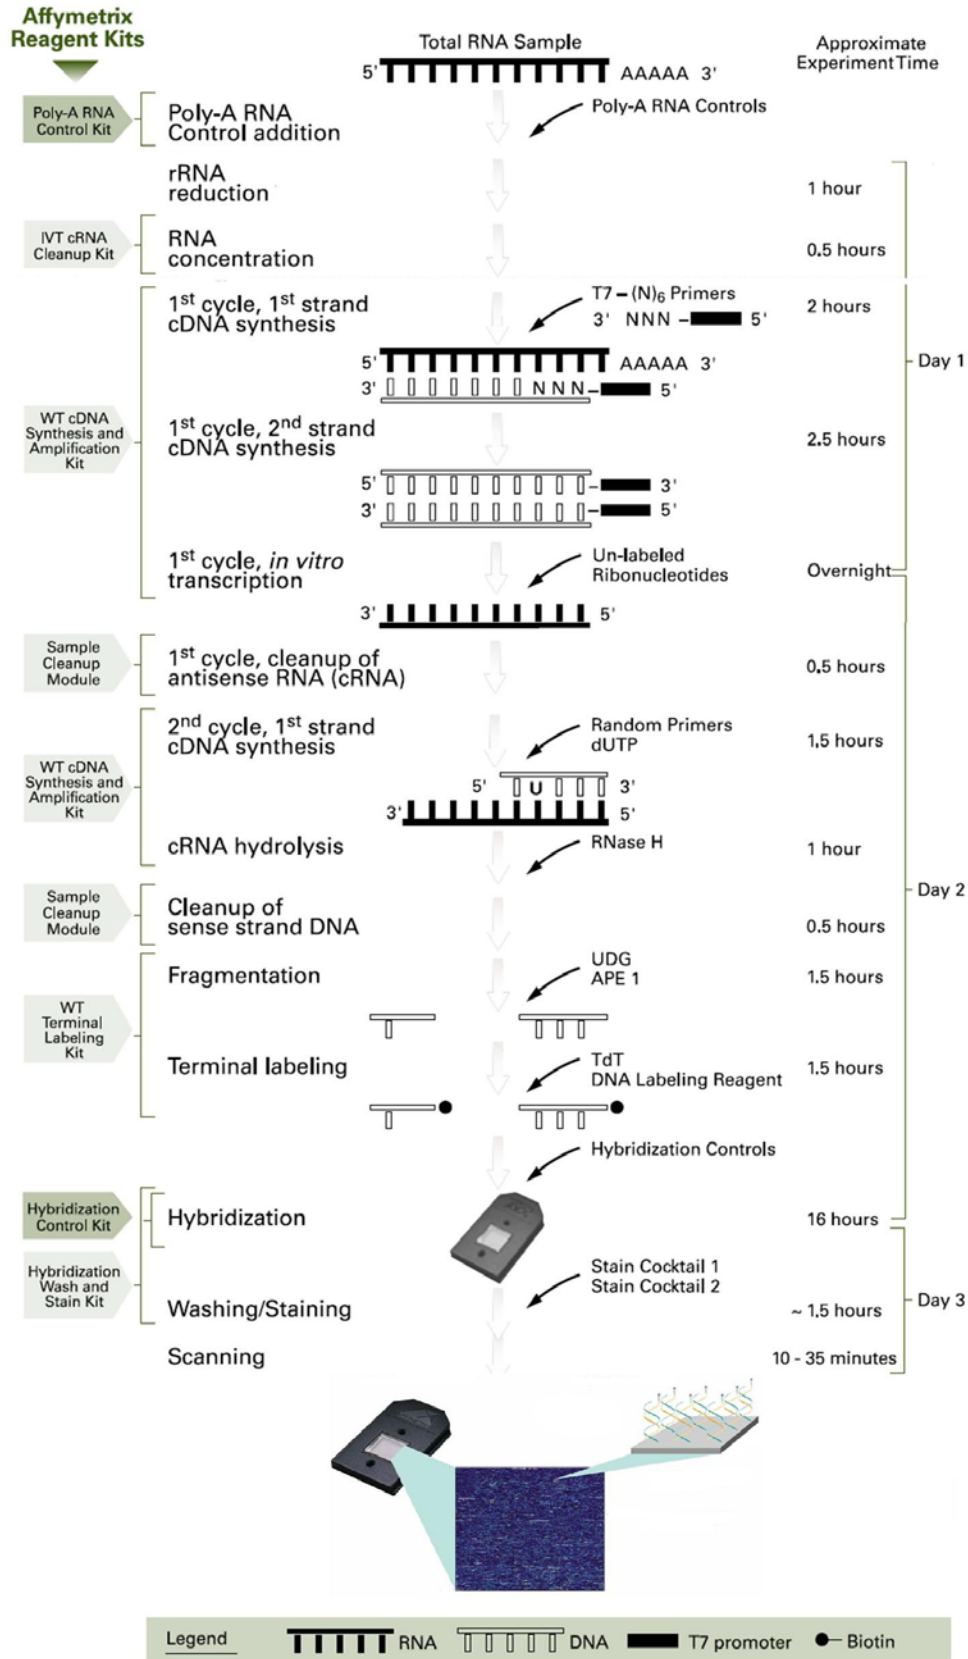 Affymetrix
Reagent Kits
Total RNA Sample
Approximate
Experiment Time
5' AAAAA 3'
Poly-A RNA
Control Kit
Poly-A RNA
Control addition
Poly-A RNA Controls
rRNA
reduction
1 hour
IVT cRNA
Cleanup Kit
RNA
concentration
0.5 hours
1st cycle, 1st strand
cDNA synthesis
T7 – (N)6 Primers
3' NNN – 5'
2 hours
5' AAAAA 3'
3' N N N – 5'
Day 1
WT cDNA
Synthesis and
Amplification
Kit
1st cycle, 2nd strand
cDNA synthesis
2.5 hours
5' – 3'
3' – 5'
1st cycle, in vitro
transcription
Un-labeled
Ribonucleotides
Overnight
3' 5'
Sample
Cleanup
Module
1st cycle, cleanup of
antisense RNA (cRNA)
0.5 hours
2nd cycle, 1st strand
cDNA synthesis
Random Primers
dUTP
1.5 hours
WT cDNA
Synthesis and
Amplification
Kit
5' U 3'
3' 5'
cRNA hydrolysis
RNase H
1 hour
Day 2
Sample
Cleanup
Module
Cleanup of
sense strand DNA
0.5 hours
Fragmentation
UDG
APE 1
1.5 hours
WT
Terminal
Labeling
Kit
Terminal labeling
TdT
DNA Labeling Reagent
1.5 hours
Hybridization Controls
Hybridization
Control Kit
Hybridization
16 hours
Hybridization
Wash and
Stain Kit
Stain Cocktail 1
Stain Cocktail 2
Washing/Staining
~ 1.5 hours
Day 3
Scanning
10 - 35 minutes
Legend RNA DNA T7 promoter Biotin